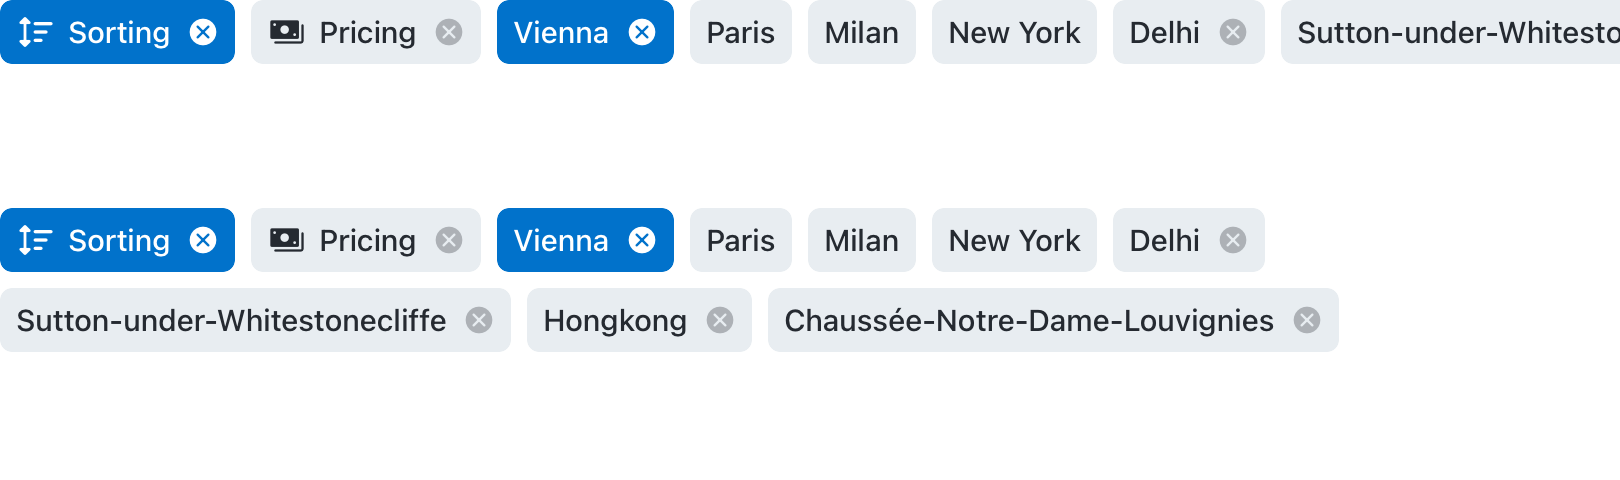 Sorting Pricing Vienna Paris Milan New York Delhi Sutton-under-Whitesto
Sorting Pricing Vienna Paris Milan New York Delhi
Sutton-under-Whitestonecliffe Hongkong Chaussée-Notre-Dame-Louvignies